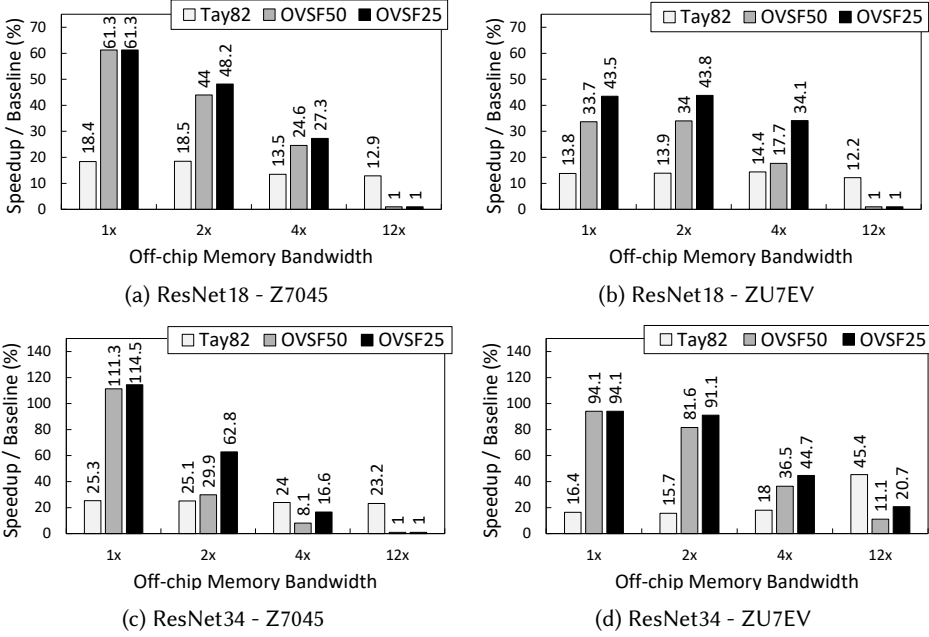 Tay82 OVSF50 OVSF25
Speedup / Baseline (%)
70
60
50
40
30
20
10
0
18.4 61.3 61.3
18.5 44 48.2
13.5 24.6 27.3
12.9 1 1
1x 2x 4x 12x
Off-chip Memory Bandwidth
(a) ResNet18 - Z7045
Tay82 OVSF50 OVSF25
Speedup / Baseline (%)
70
60
50
40
30
20
10
0
13.8 33.7 43.5
13.9 34 43.8
14.4 17.7 34.1
12.2 1 1
1x 2x 4x 12x
Off-chip Memory Bandwidth
(b) ResNet18 - ZU7EV
Tay82 OVSF50 OVSF25
Speedup / Baseline (%)
140
120
100
80
60
40
20
0
25.3 111.3 114.5
25.1 29.9 62.8
24 8.1 16.6
23.2 1 1
1x 2x 4x 12x
Off-chip Memory Bandwidth
(c) ResNet34 - Z7045
Tay82 OVSF50 OVSF25
Speedup / Baseline (%)
140
120
100
80
60
40
20
0
16.4 94.1 94.1
15.7 81.6 91.1
18 36.5 44.7
45.4 11.1 20.7
1x 2x 4x 12x
Off-chip Memory Bandwidth
(d) ResNet34 - ZU7EV